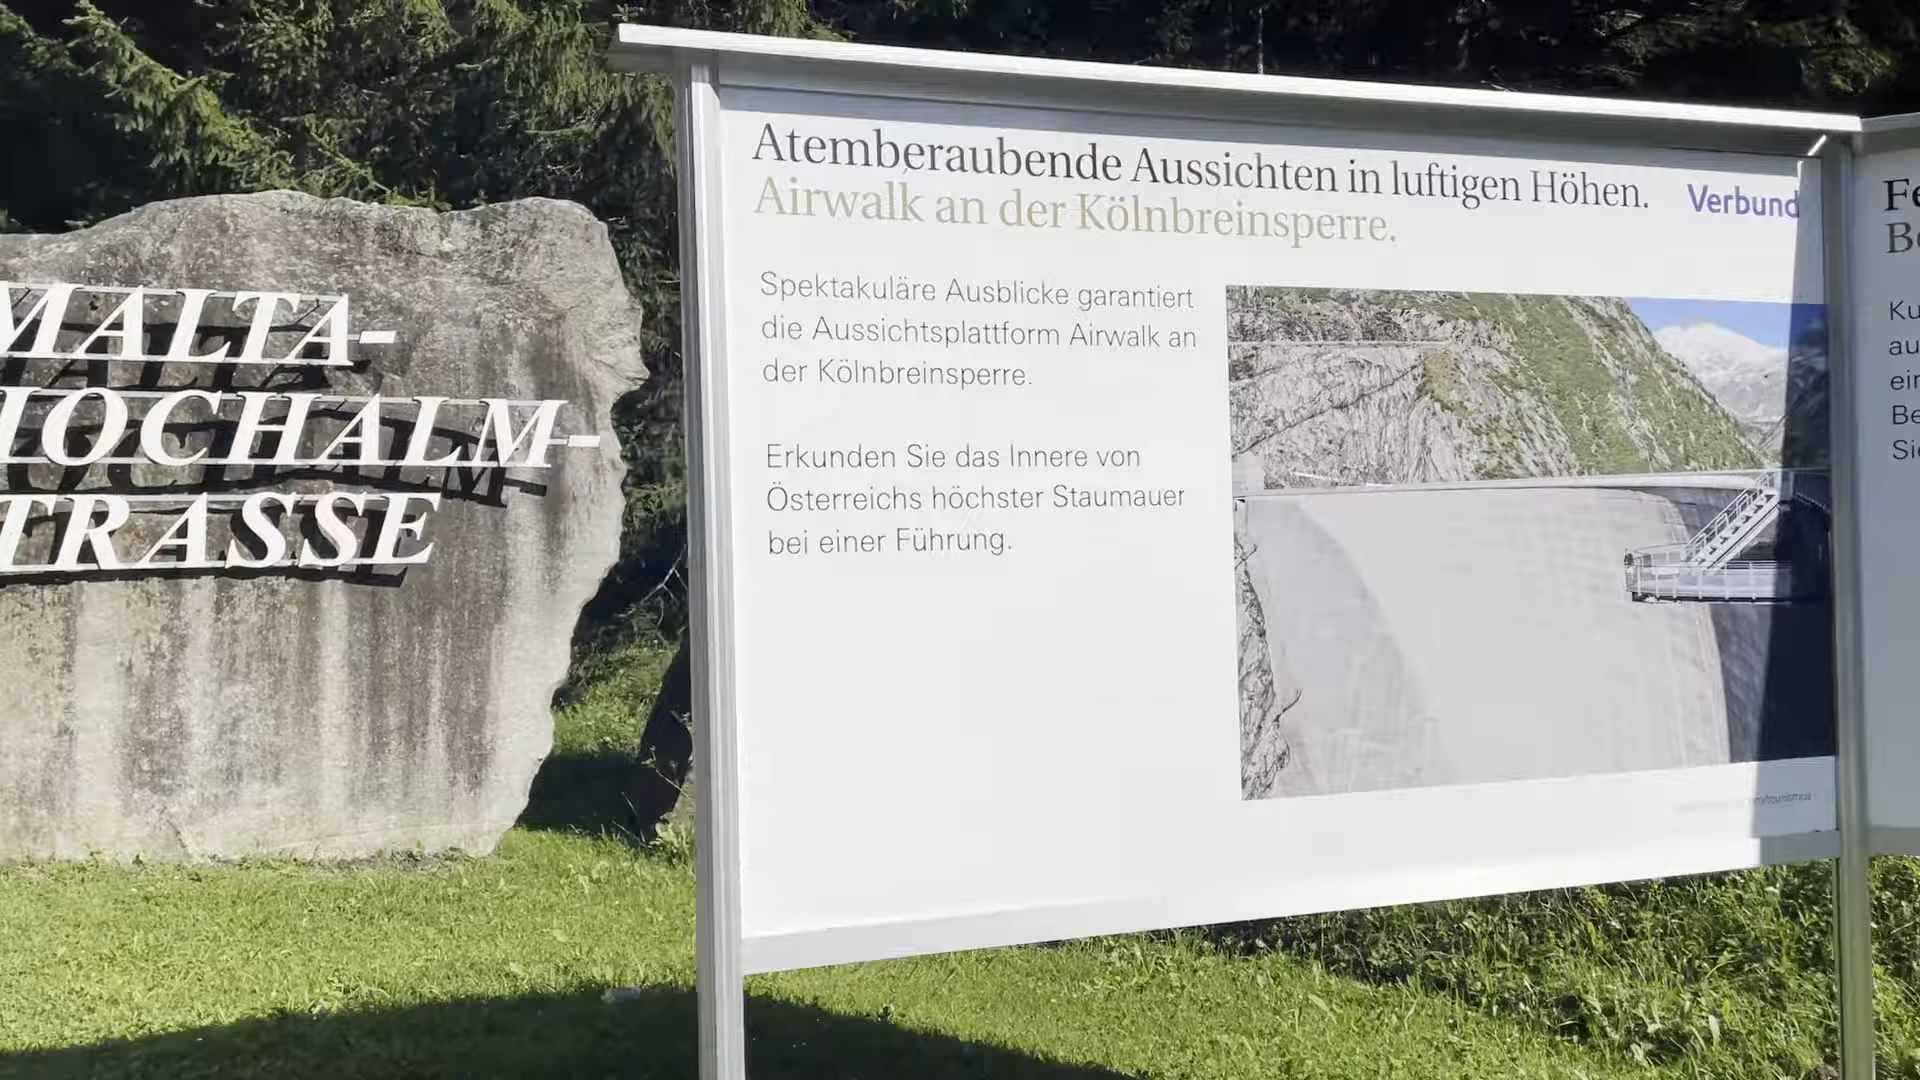 MALTA-
HOCHALM-
STRASSE
Atemberaubende Aussichten in luftigen Höhen.
Airwalk an der Kölnbreinsperre.
Verbund
Spektakuläre Ausblicke garantiert
die Aussichtsplattform Airwalk an
der Kölnbreinsperre.
Erkunden Sie das Innere von
Österreichs höchster Staumauer
bei einer Führung.